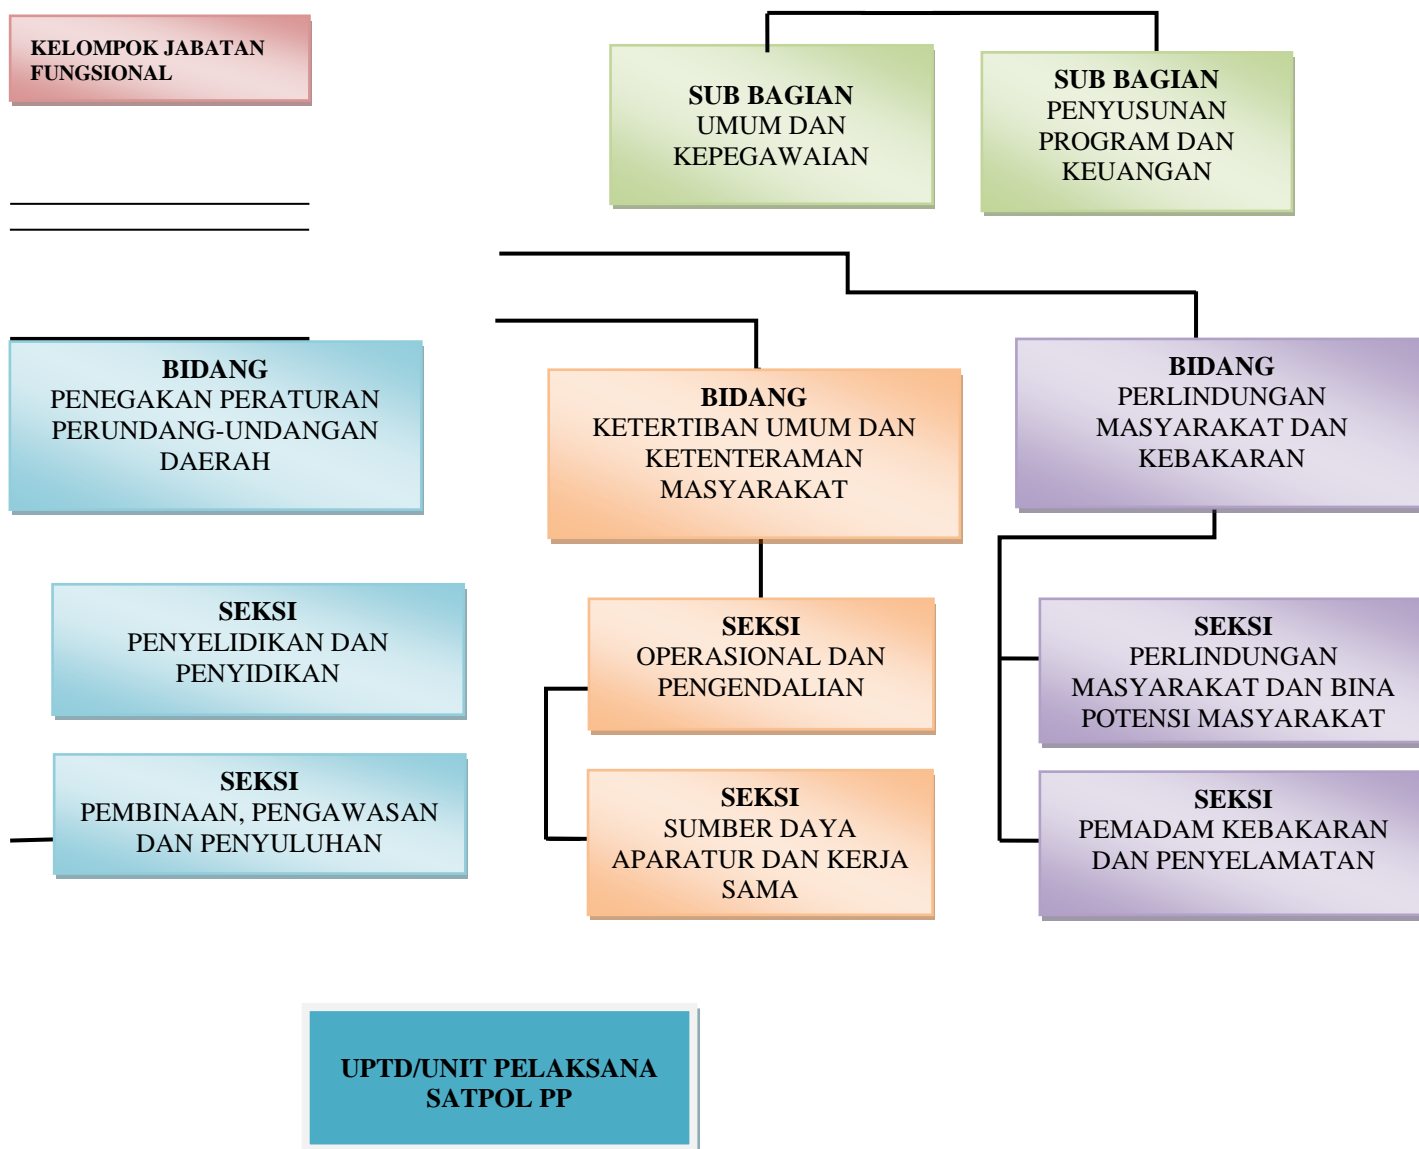 KELOMPOK JABATAN
FUNGSIONAL
SUB BAGIAN
UMUM DAN
KEPEGAWAIAN
SUB BAGIAN
PENYUSUNAN
PROGRAM DAN
KEUANGAN
BIDANG
PENEGAKAN PERATURAN
PERUNDANG-UNDANGAN
DAERAH
BIDANG
KETERTIBAN UMUM DAN
KETENTERAMAN
MASYARAKAT
BIDANG
PERLINDUNGAN
MASYARAKAT DAN
KEBAKARAN
SEKSI
PENYELIDIKAN DAN
PENYIDIKAN
SEKSI
OPERASIONAL DAN
PENGENDALIAN
SEKSI
PERLINDUNGAN
MASYARAKAT DAN BINA
POTENSI MASYARAKAT
SEKSI
PEMBINAAN, PENGAWASAN
DAN PENYULUHAN
SEKSI
SUMBER DAYA
APARATUR DAN KERJA
SAMA
SEKSI
PEMADAM KEBAKARAN
DAN PENYELAMATAN
UPTD/UNIT PELAKSANA
SATPOL PP